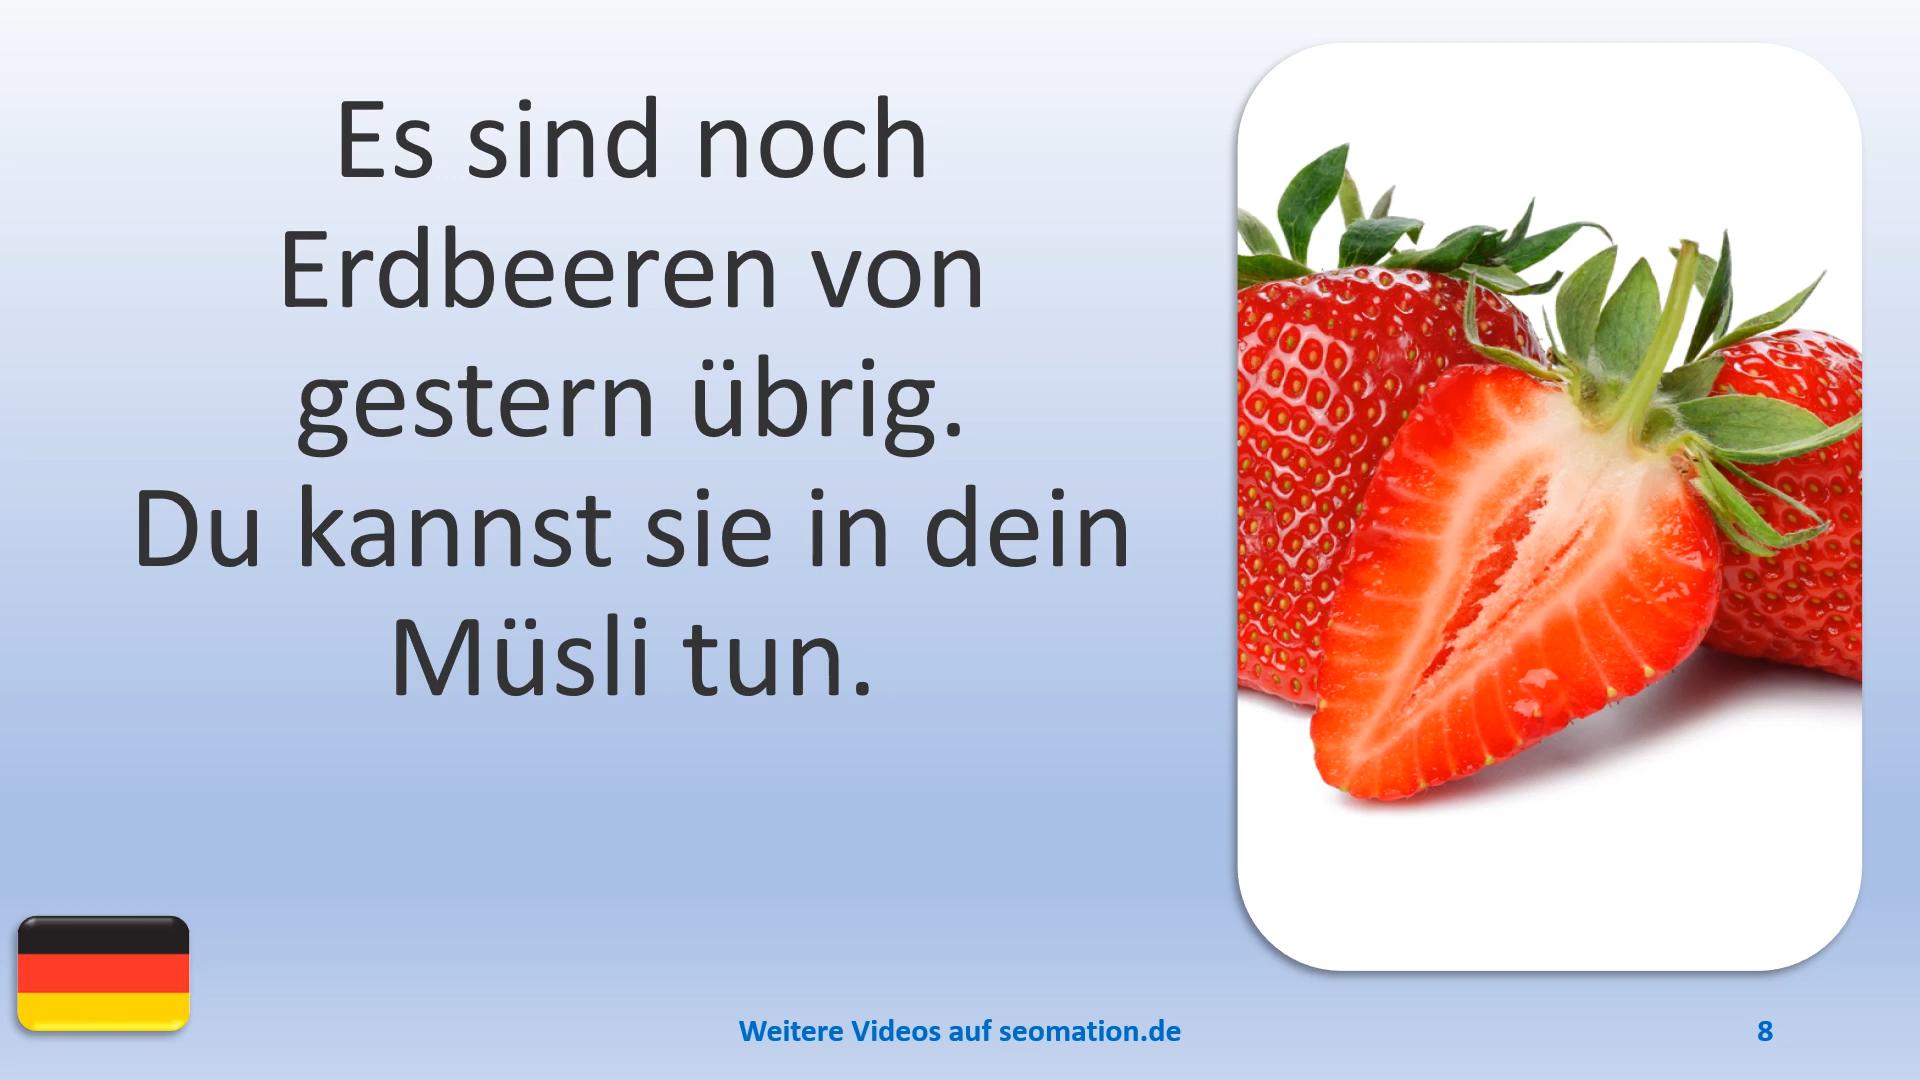 Es sind noch
Erdbeeren von
gestern übrig.
Du kannst sie in dein
Müsli tun.
Weitere Videos auf seomation.de
8